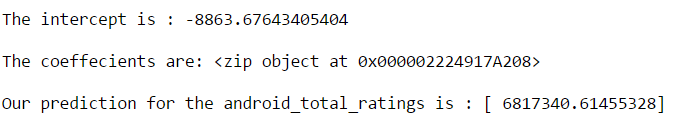 The intercept is : -8863.67643405404
The coeffecients are: <zip object at 0x000002224917A208>
Our prediction for the android_total_ratings is : [ 6817340.61455328]